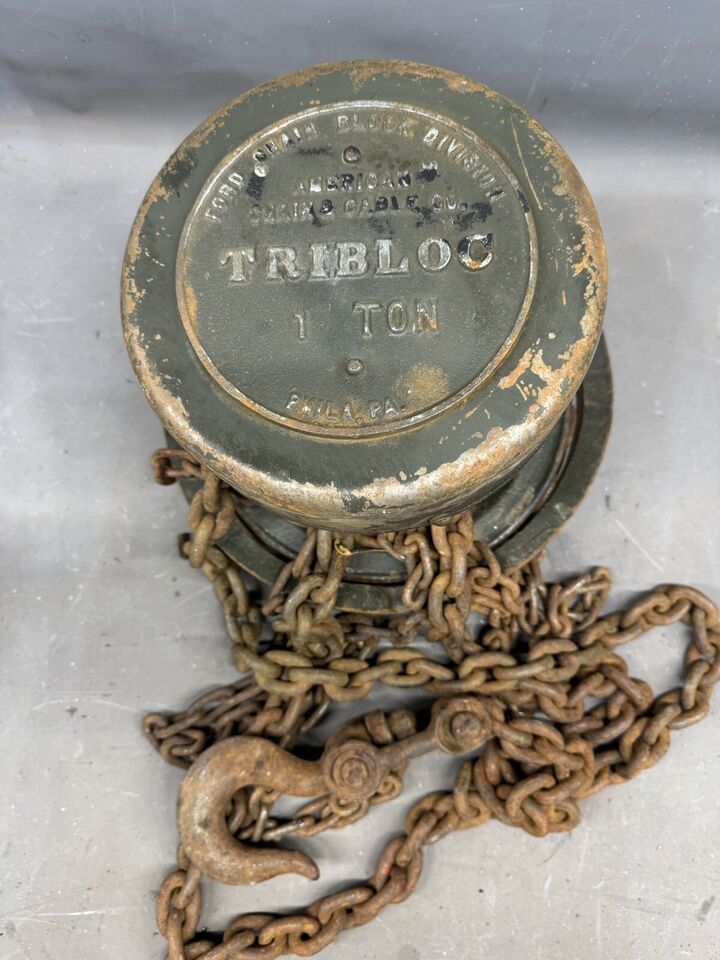 FORD CHAIN BLOCK DIVISION
AMERICAN
CHAIN & CABLE CO.
TRIBLOC
1 TON
PHILA. PA.